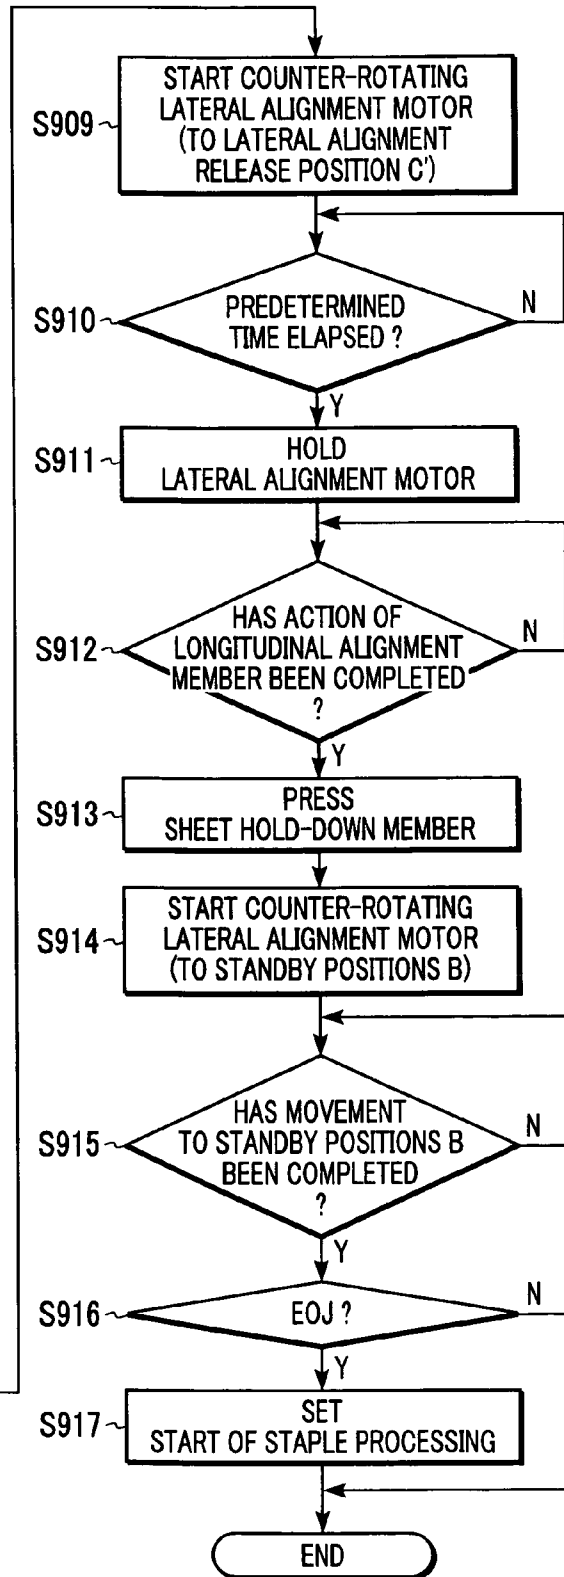 S909
START COUNTER-ROTATING
LATERAL ALIGNMENT MOTOR
(TO LATERAL ALIGNMENT
RELEASE POSITION C')
S910
PREDETERMINED
TIME ELAPSED ?
N
Y
S911
HOLD
LATERAL ALIGNMENT MOTOR
S912
HAS ACTION OF
LONGITUDINAL ALIGNMENT
MEMBER BEEN COMPLETED
?
N
Y
S913
PRESS
SHEET HOLD-DOWN MEMBER
S914
START COUNTER-ROTATING
LATERAL ALIGNMENT MOTOR
(TO STANDBY POSITIONS B)
S915
HAS MOVEMENT
TO STANDBY POSITIONS B
BEEN COMPLETED
?
N
Y
S916
EOJ ?
N
Y
S917
SET
START OF STAPLE PROCESSING
END